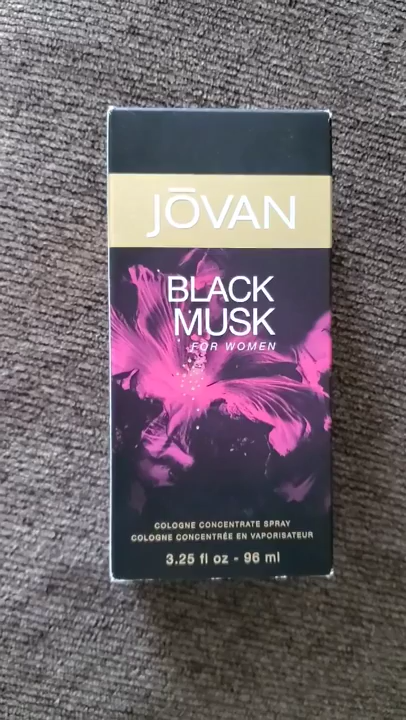 JŌVAN
BLACK
MUSK
FOR WOMEN
COLOGNE CONCENTRATE SPRAY
COLOGNE CONCENTRÉE EN VAPORISATEUR
3.25 fl oz - 96 ml